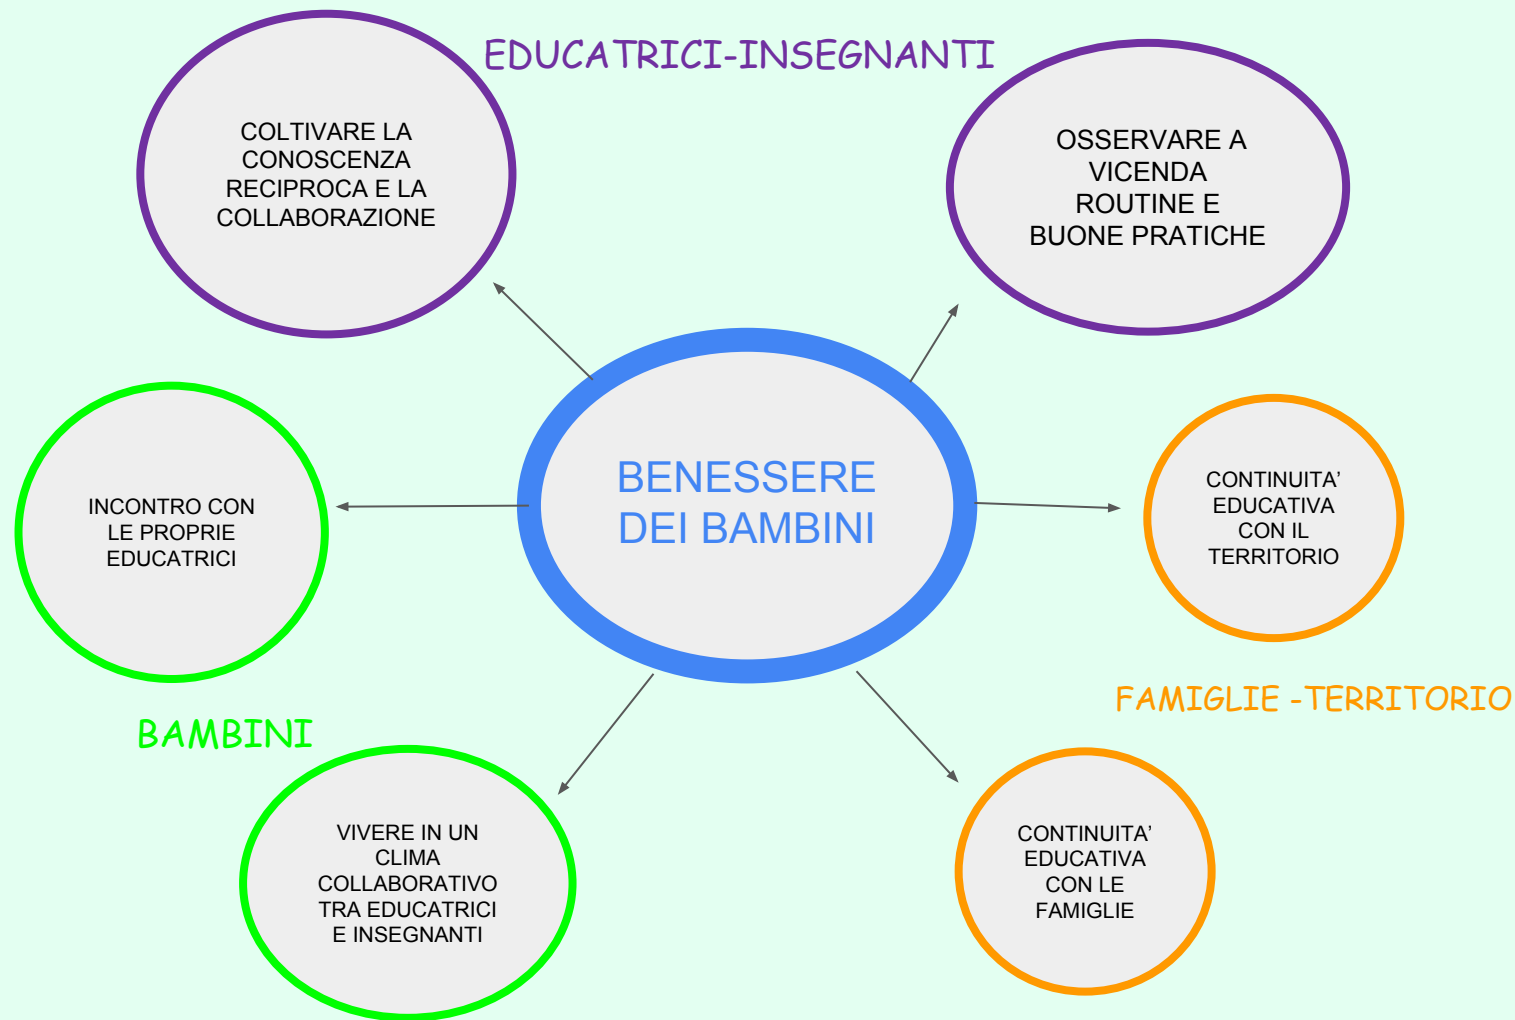 EDUCATRICI-INSEGNANTI
COLTIVARE LA
CONOSCENZA
RECIPROCA E LA
COLLABORAZIONE
OSSERVARE A
VICENDA
ROUTINE E
BUONE PRATICHE
BENESSERE
DEI BAMBINI
INCONTRO CON
LE PROPRIE
EDUCATRICI
CONTINUITA’
EDUCATIVA
CON IL
TERRITORIO
BAMBINI
FAMIGLIE -TERRITORIO
VIVERE IN UN
CLIMA
COLLABORATIVO
TRA EDUCATRICI
E INSEGNANTI
CONTINUITA’
EDUCATIVA
CON LE
FAMIGLIE